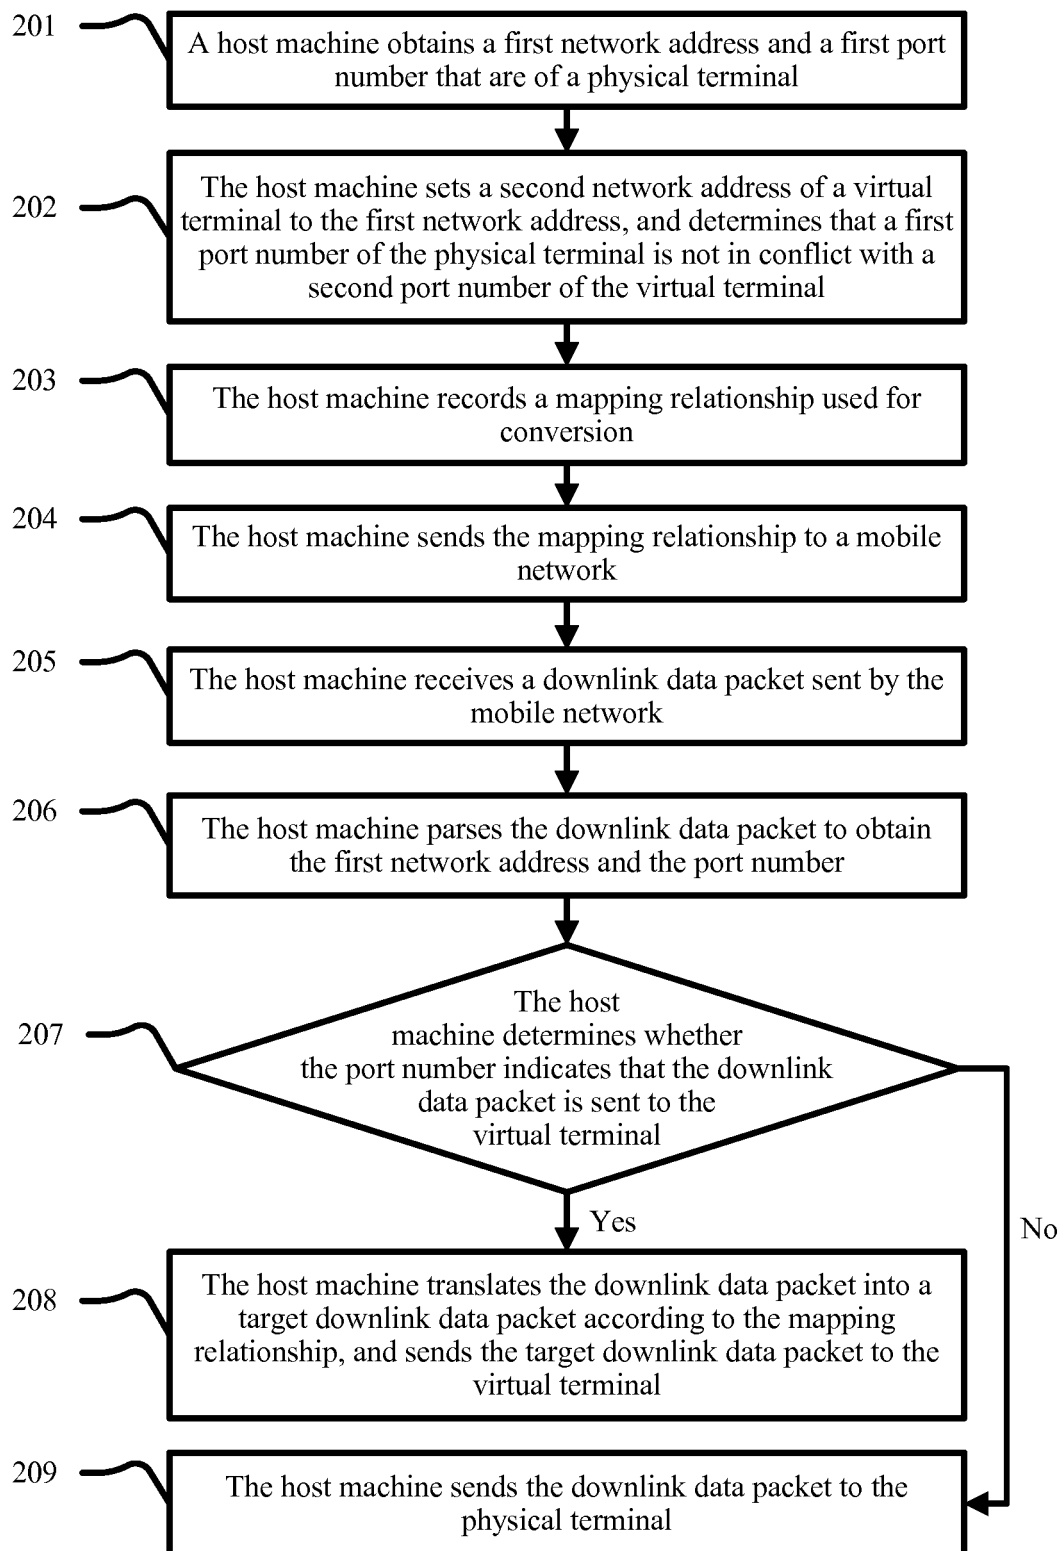 201
A host machine obtains a first network address and a first port
number that are of a physical terminal
202
The host machine sets a second network address of a virtual
terminal to the first network address, and determines that a first
port number of the physical terminal is not in conflict with a
second port number of the virtual terminal
203
The host machine records a mapping relationship used for
conversion
204
The host machine sends the mapping relationship to a mobile
network
205
The host machine receives a downlink data packet sent by the
mobile network
206
The host machine parses the downlink data packet to obtain
the first network address and the port number
207
The host
machine determines whether
the port number indicates that the downlink
data packet is sent to the
virtual terminal
Yes
No
208
The host machine translates the downlink data packet into a
target downlink data packet according to the mapping
relationship, and sends the target downlink data packet to the
virtual terminal
209
The host machine sends the downlink data packet to the
physical terminal